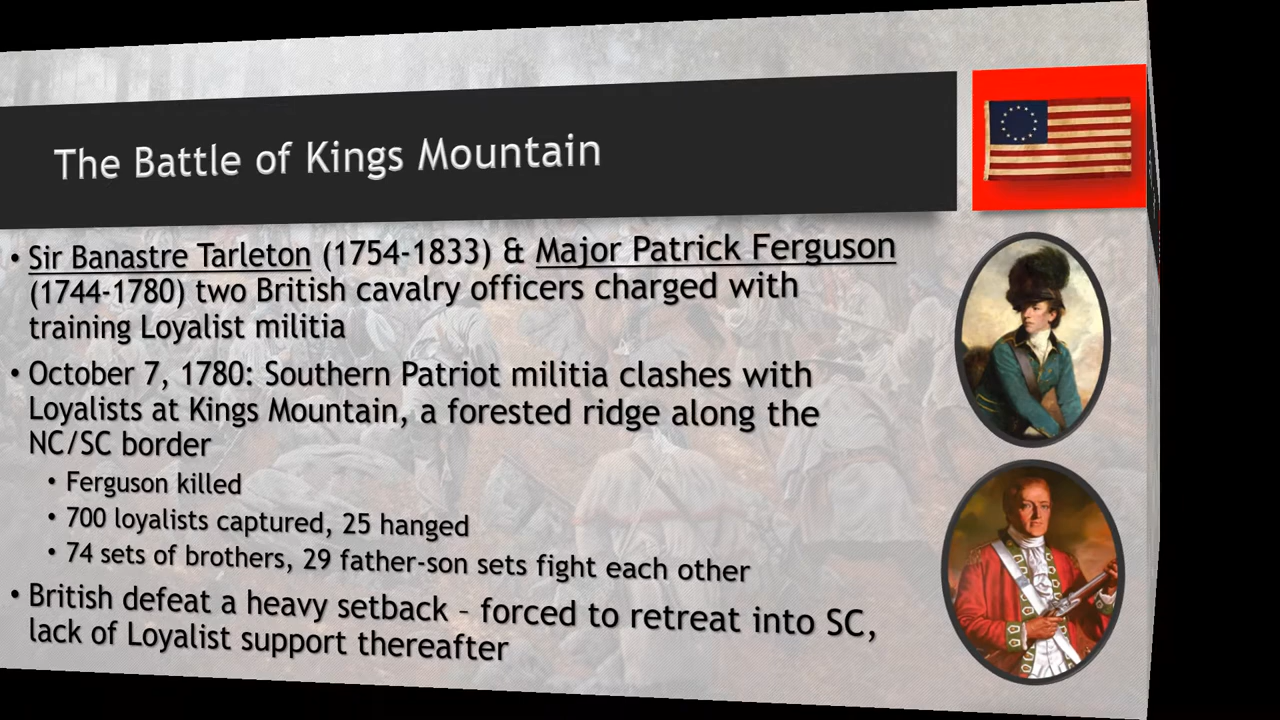 The Battle of Kings Mountain
• Sir Banastre Tarleton (1754-1833) & Major Patrick Ferguson
(1744-1780) two British cavalry officers charged with
training Loyalist militia
• October 7, 1780: Southern Patriot militia clashes with
Loyalists at Kings Mountain, a forested ridge along the
NC/SC border
• Ferguson killed
• 700 loyalists captured, 25 hanged
• 74 sets of brothers, 29 father-son sets fight each other
• British defeat a heavy setback – forced to retreat into SC,
lack of Loyalist support thereafter